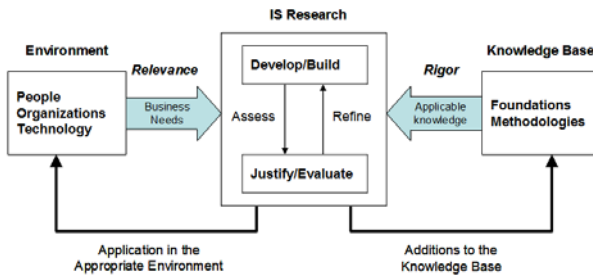 IS Research
Environment
Knowledge Base
Relevance
Rigor
Develop/Build
People
Organizations
Technology
Business
Needs
Assess
Refine
Applicable
knowledge
Foundations
Methodologies
Justify/Evaluate
Application in the
Appropriate Environment
Additions to the
Knowledge Base